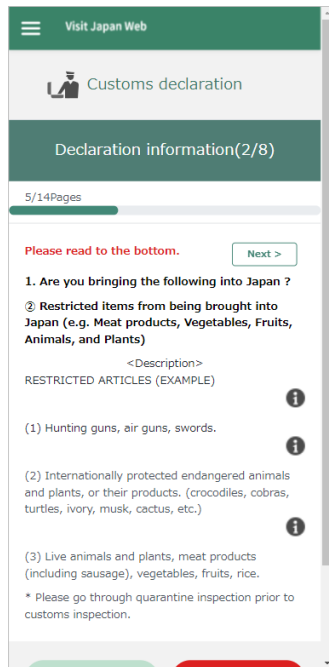 Visit Japan Web
Customs declaration
Declaration information(2/8)
5/14Pages
Please read to the bottom.
Next >
1. Are you bringing the following into Japan ?
② Restricted items from being brought into
Japan (e.g. Meat products, Vegetables, Fruits,
Animals, and Plants)
<Description>
RESTRICTED ARTICLES (EXAMPLE)
(1) Hunting guns, air guns, swords.
(2) Internationally protected endangered animals
and plants, or their products. (crocodiles, cobras,
turtles, ivory, musk, cactus, etc.)
(3) Live animals and plants, meat products
(including sausage), vegetables, fruits, rice.
* Please go through quarantine inspection prior to
customs inspection.